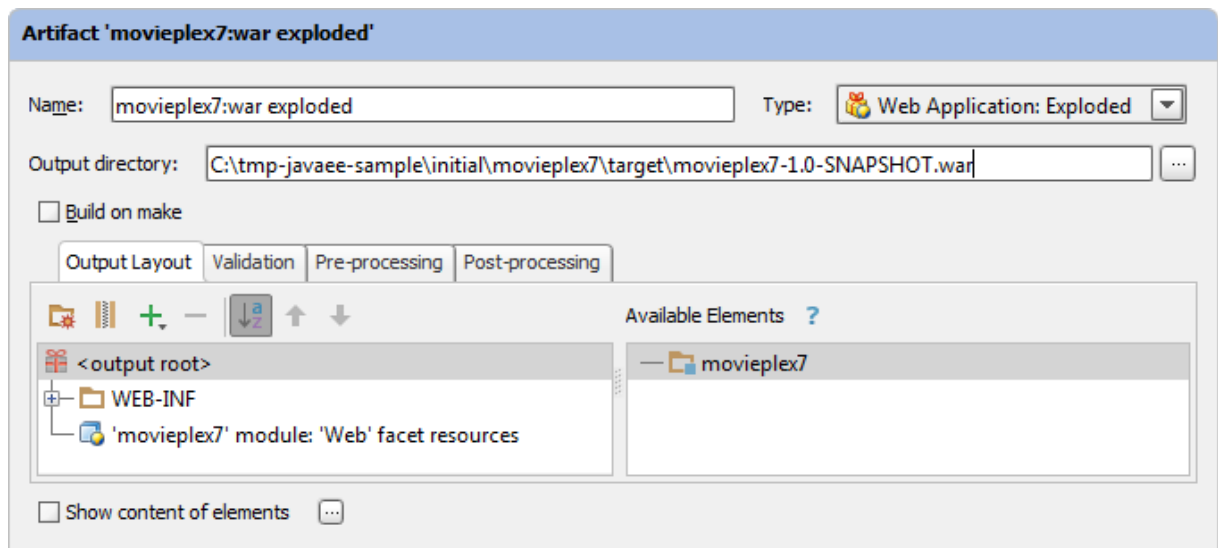 Artifact 'movieplex7:war exploded'
Name: movieplex7:war exploded Type: Web Application: Exploded
Output directory: C:\tmp-javaee-sample\initial\movieplex7\target\movieplex7-1.0-SNAPSHOT.war ...
Build on make
Output Layout Validation Pre-processing Post-processing
a z Available Elements ?
<output root> movieplex7
WEB-INF
'movieplex7' module: 'Web' facet resources
Show content of elements ...